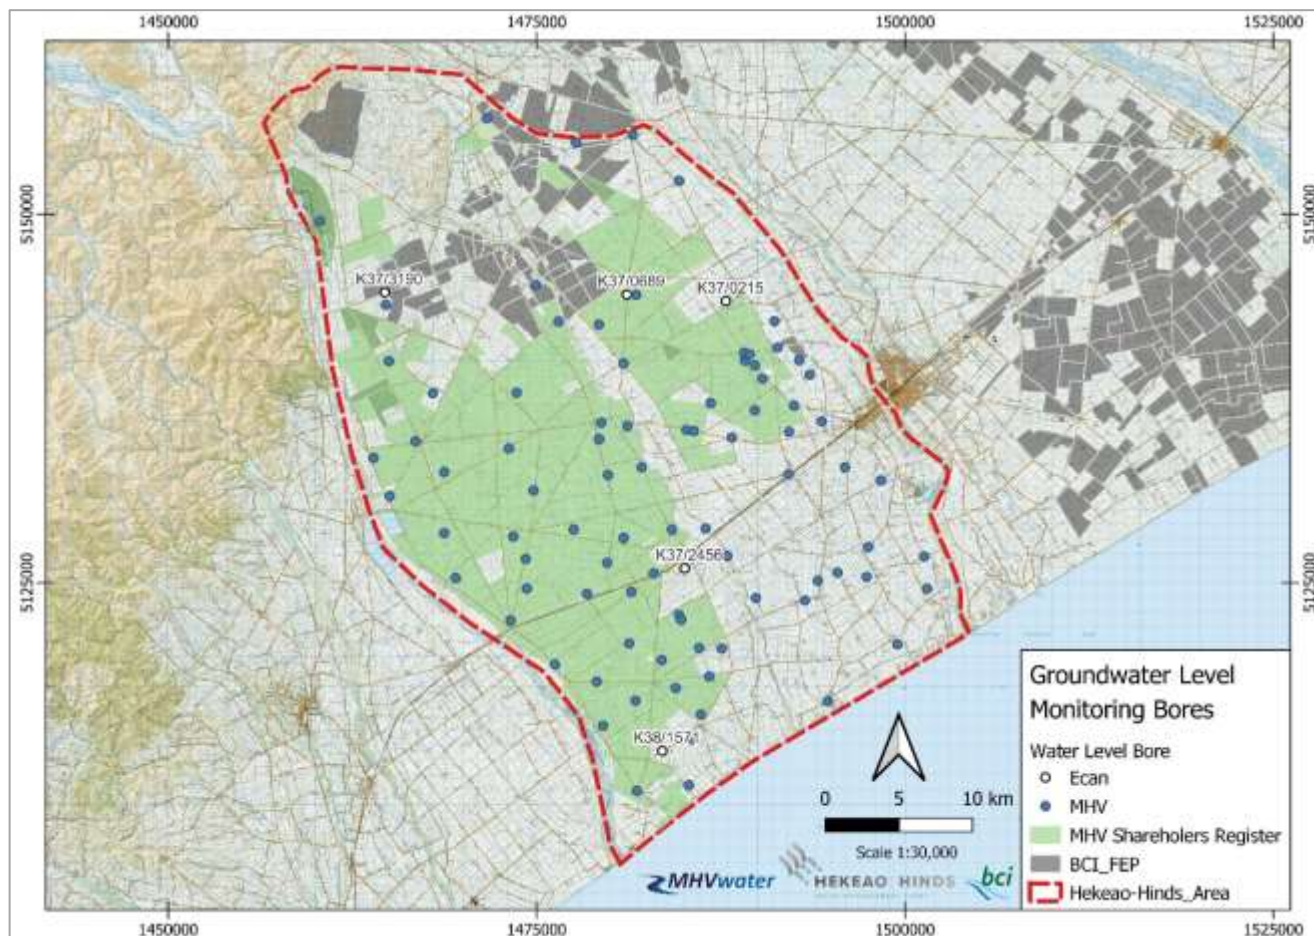 1450000
1475000
1500000
1525000
5150000
5150000
K37/3190
K37/0689
K37/0215
K37/2456
5125000
5125000
K38/1571
Groundwater Level
Monitoring Bores
Water Level Bore
Ecan
MHV
MHV Shareholers Register
BCI_FEP
Hekeao-Hinds_Area
0 5 10 km
Scale 1:30,000
MHVwater
HEKEAO HINDS
bci
1450000
1475000
1500000
1525000